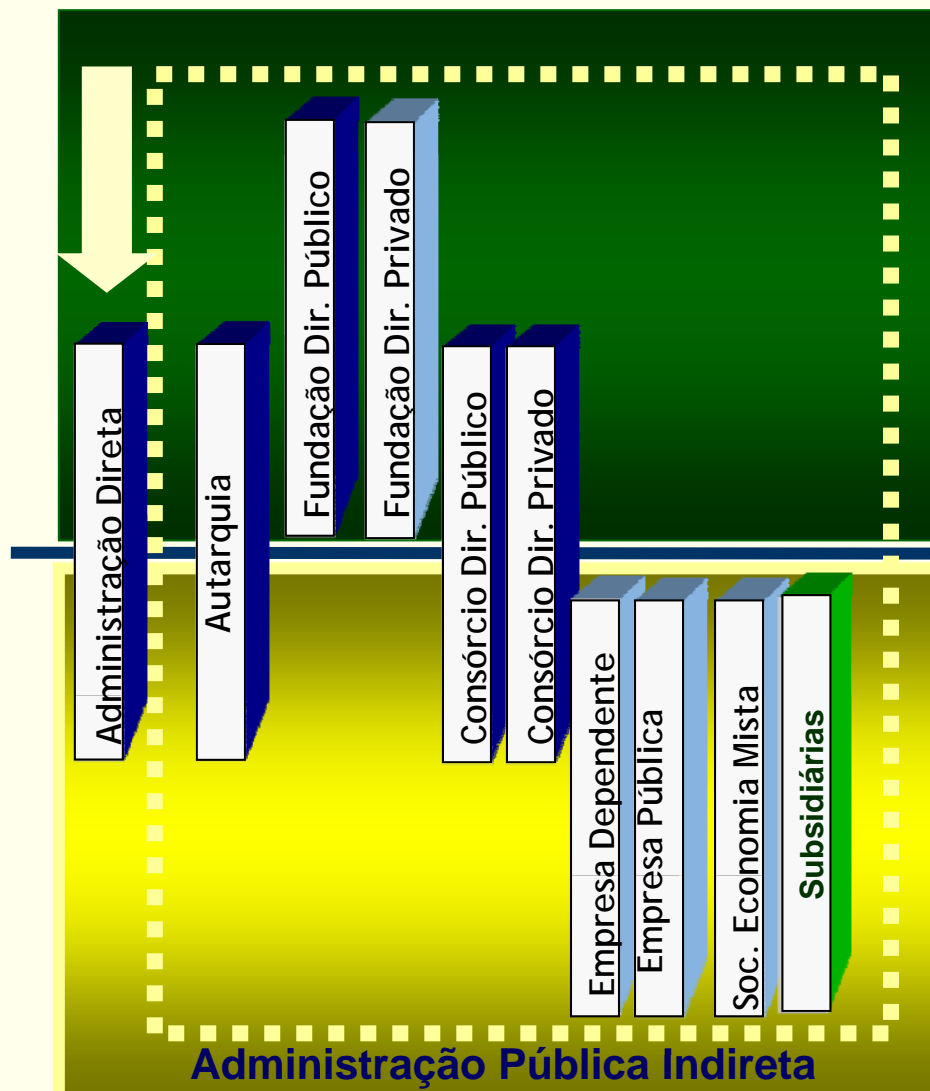 Administração Direta
Autarquia
Fundação Dir. Público
Fundação Dir. Privado
Consórcio Dir. Público
Consórcio Dir. Privado
Empresa Dependente
Empresa Pública
Soc. Economia Mista
Subsidiárias
Administração Pública Indireta